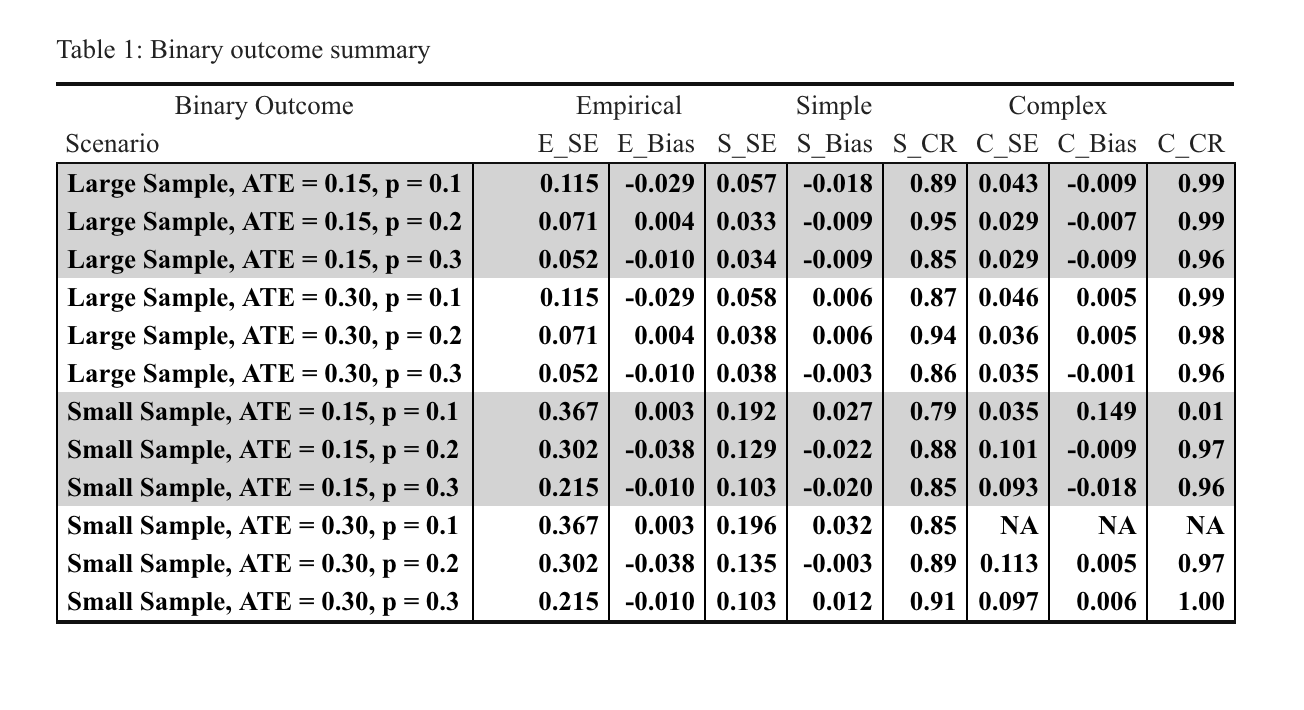 Table 1: Binary outcome summary
Binary Outcome Empirical Simple Complex
Scenario E_SE E_Bias S_SE S_Bias S_CR C_SE C_Bias C_CR
Large Sample, ATE = 0.15, p = 0.1 0.115 -0.029 0.057 -0.018 0.89 0.043 -0.009 0.99
Large Sample, ATE = 0.15, p = 0.2 0.071 0.004 0.033 -0.009 0.95 0.029 -0.007 0.99
Large Sample, ATE = 0.15, p = 0.3 0.052 -0.010 0.034 -0.009 0.85 0.029 -0.009 0.96
Large Sample, ATE = 0.30, p = 0.1 0.115 -0.029 0.058 0.006 0.87 0.046 0.005 0.99
Large Sample, ATE = 0.30, p = 0.2 0.071 0.004 0.038 0.006 0.94 0.036 0.005 0.98
Large Sample, ATE = 0.30, p = 0.3 0.052 -0.010 0.038 -0.003 0.86 0.035 -0.001 0.96
Small Sample, ATE = 0.15, p = 0.1 0.367 0.003 0.192 0.027 0.79 0.035 0.149 0.01
Small Sample, ATE = 0.15, p = 0.2 0.302 -0.038 0.129 -0.022 0.88 0.101 -0.009 0.97
Small Sample, ATE = 0.15, p = 0.3 0.215 -0.010 0.103 -0.020 0.85 0.093 -0.018 0.96
Small Sample, ATE = 0.30, p = 0.1 0.367 0.003 0.196 0.032 0.85 NA NA NA
Small Sample, ATE = 0.30, p = 0.2 0.302 -0.038 0.135 -0.003 0.89 0.113 0.005 0.97
Small Sample, ATE = 0.30, p = 0.3 0.215 -0.010 0.103 0.012 0.91 0.097 0.006 1.00